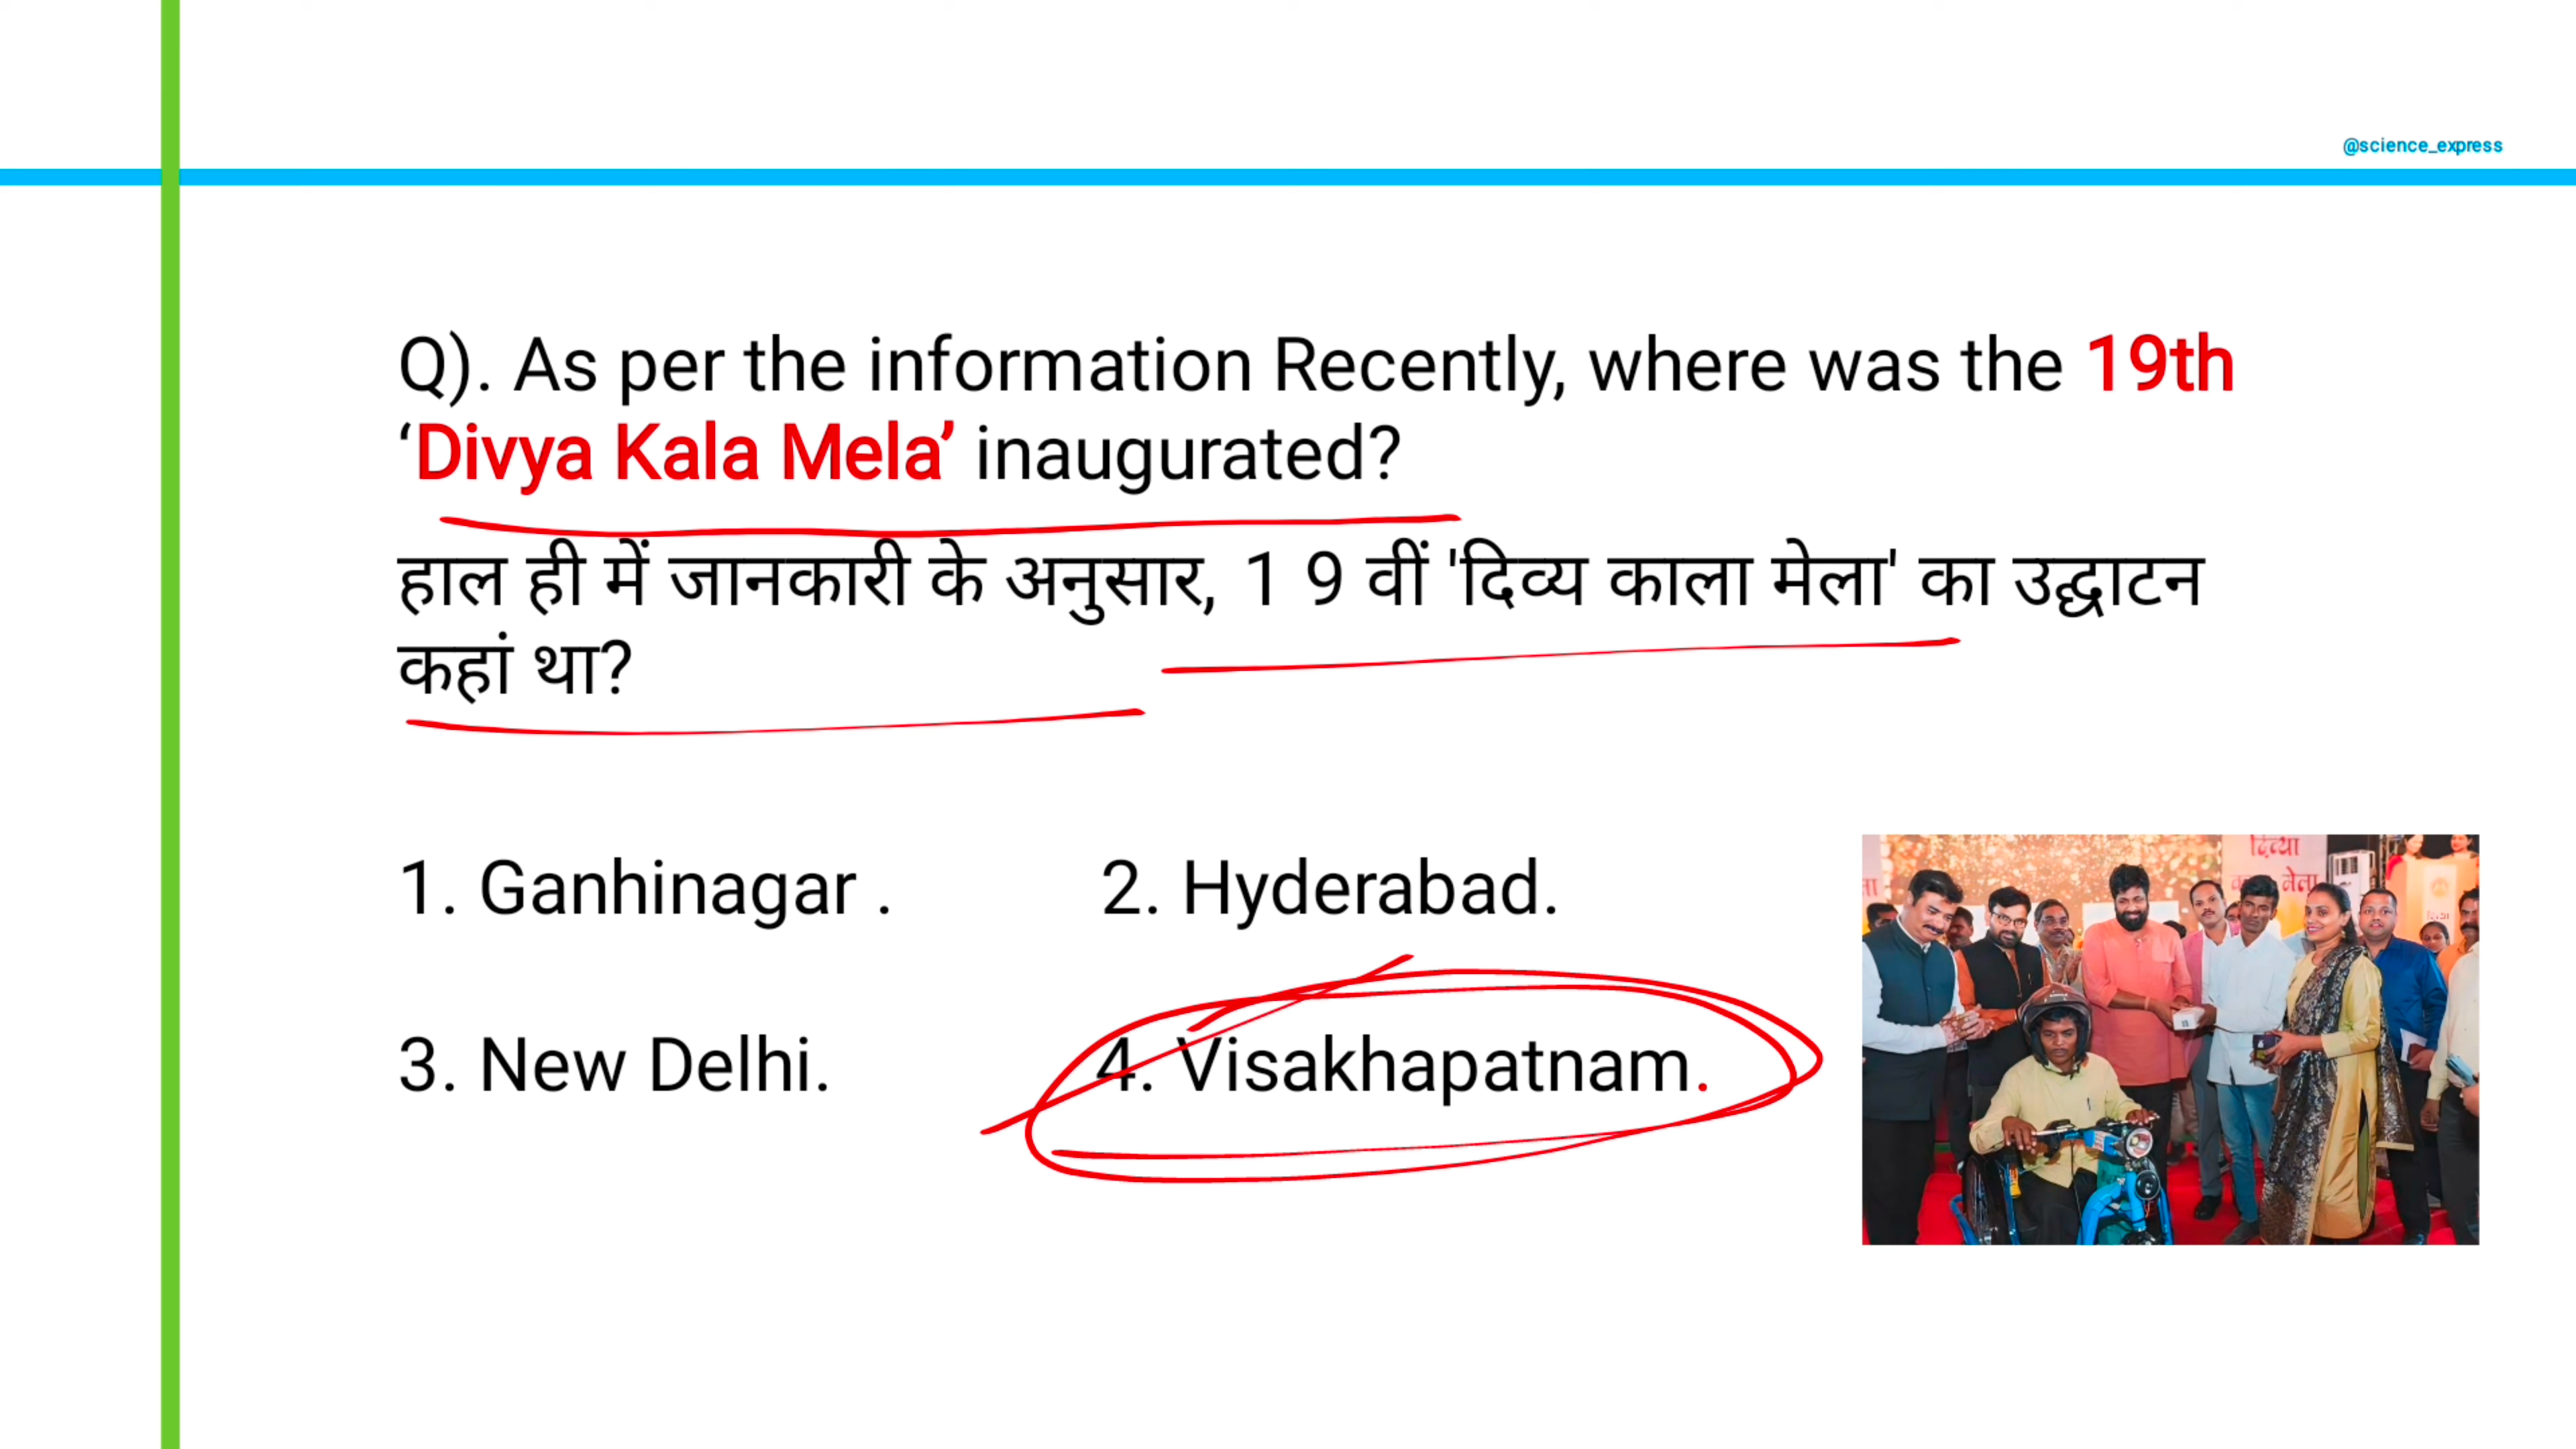 @science_express
Q). As per the information Recently, where was the 19th
‘Divya Kala Mela’ inaugurated?
हाल ही में जानकारी के अनुसार, 1 9 वीं 'दिव्य काला मेला' का उद्घाटन
कहां था?
1. Ganhinagar . 2. Hyderabad.
3. New Delhi. 4. Visakhapatnam.
दिव्या
मेला